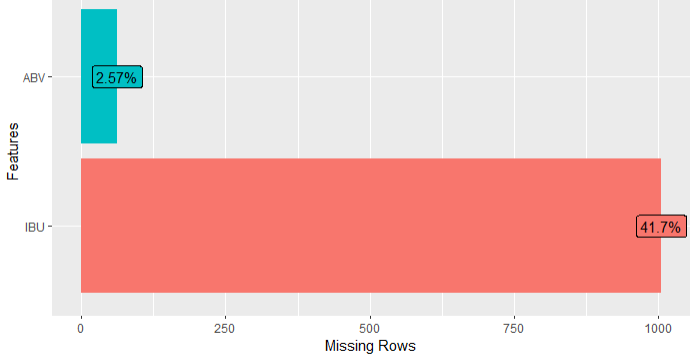 2.57%
ABV
Features
IBU
41.7%
0 250 500 750 1000
Missing Rows